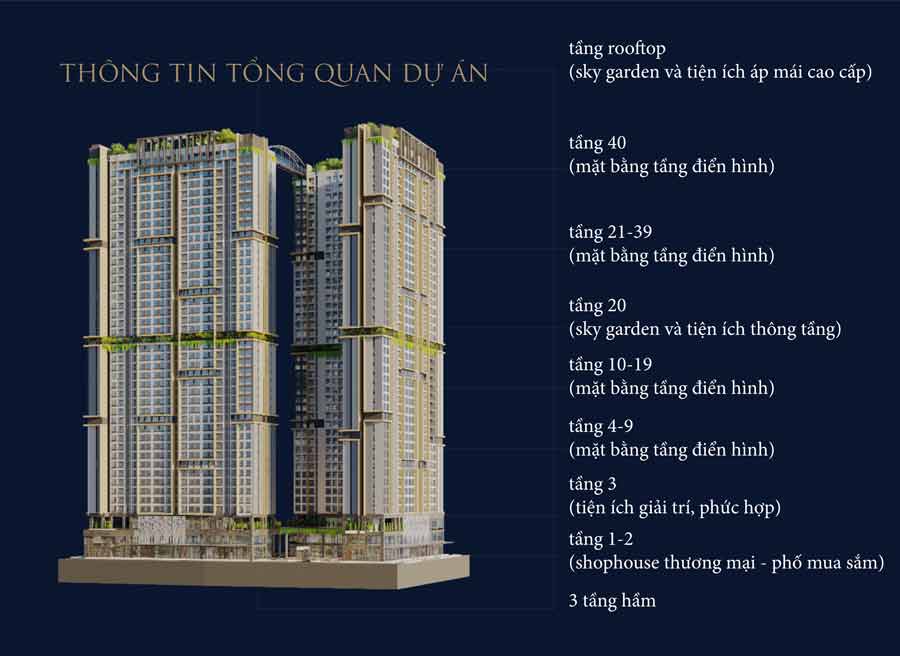 THÔNG TIN TỔNG QUAN DỰ ÁN
tầng rooftop
(sky garden và tiện ích áp mái cao cấp)
tầng 40
(mặt bằng tầng điển hình)
tầng 21-39
(mặt bằng tầng điển hình)
tầng 20
(sky garden và tiện ích thông tầng)
tầng 10-19
(mặt bằng tầng điển hình)
tầng 4-9
(mặt bằng tầng điển hình)
tầng 3
(tiện ích giải trí, phức hợp)
tầng 1-2
(shophouse thương mại - phố mua sắm)
3 tầng hầm